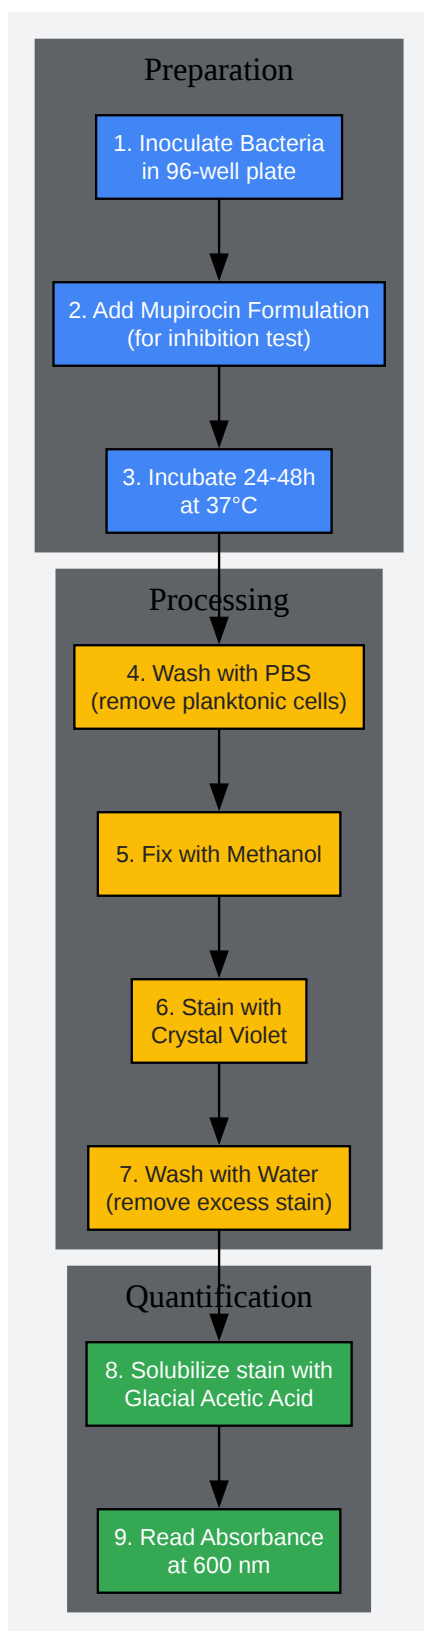 Preparation
1. Inoculate Bacteria
in 96-well plate
2. Add Mupirocin Formulation
(for inhibition test)
3. Incubate 24-48h
at 37°C
Processing
4. Wash with PBS
(remove planktonic cells)
5. Fix with Methanol
6. Stain with
Crystal Violet
7. Wash with Water
(remove excess stain)
Quantification
8. Solubilize stain with
Glacial Acetic Acid
9. Read Absorbance
at 600 nm